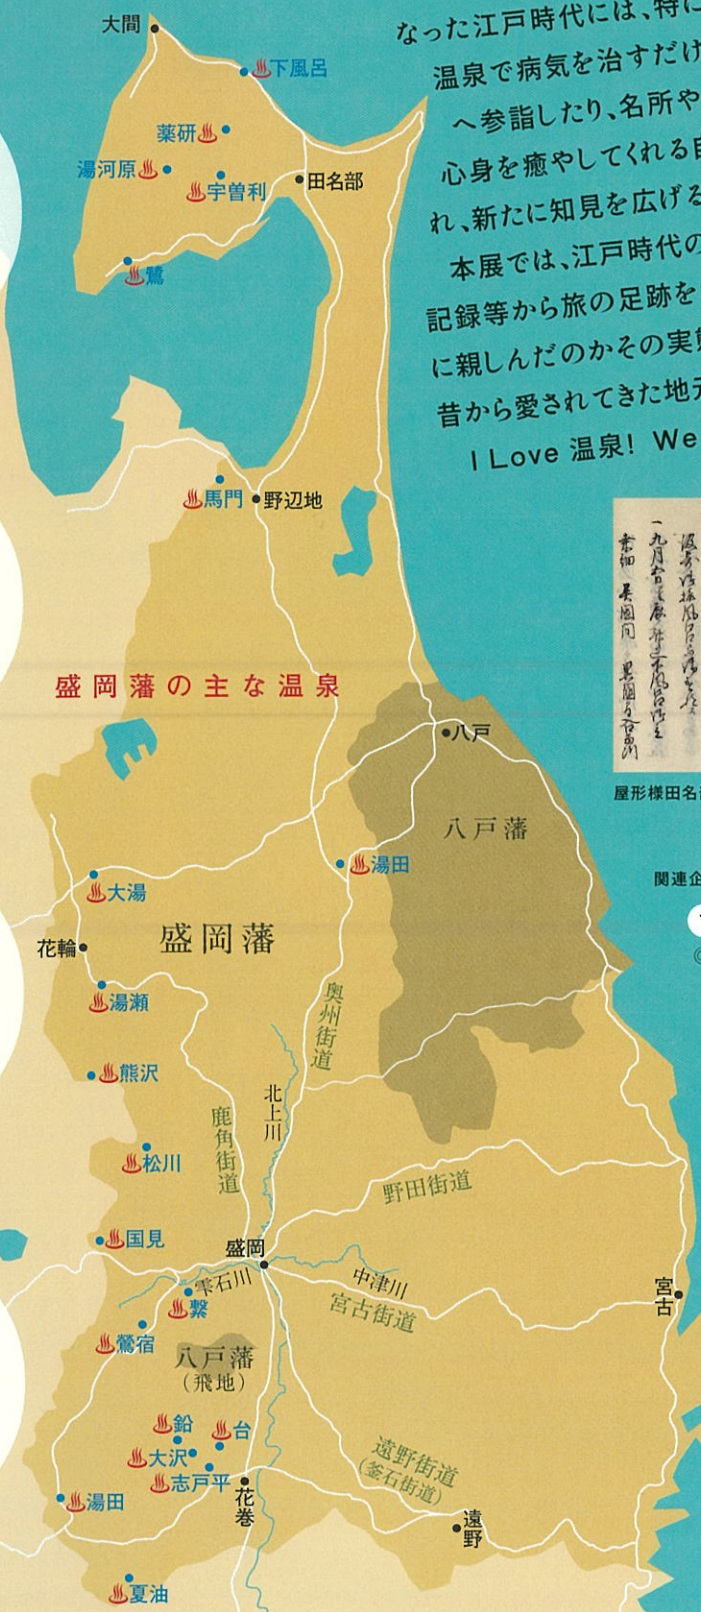 なった江戸時代には、特に
温泉で病気を治すだけ
へ参詣したり、名所や
心身を癒やしてくれる
れ、新たに知見を広げる
本展では、江戸時代の
記録等から旅の足跡を
に親しんだのかその実
昔から愛されてきた地元
I Love 温泉! We
大間
下風呂
薬研
湯河原
宇曽利
田名部
鷺
馬門
野辺地
盛岡藩の主な温泉
屋形様田名
関連企
八戸
八戸藩
湯田
大湯
盛岡藩
花輪
湯瀬
奥州街道
熊沢
北上川
鹿角街道
松川
野田街道
国見
盛岡
雫石川
中津川
宮古
繋
宮古街道
鶯宿
八戸藩
(飛地)
鉛
台
大沢
志戸平
遠野街道
(釜石街道)
湯田
花巻
遠野
夏油